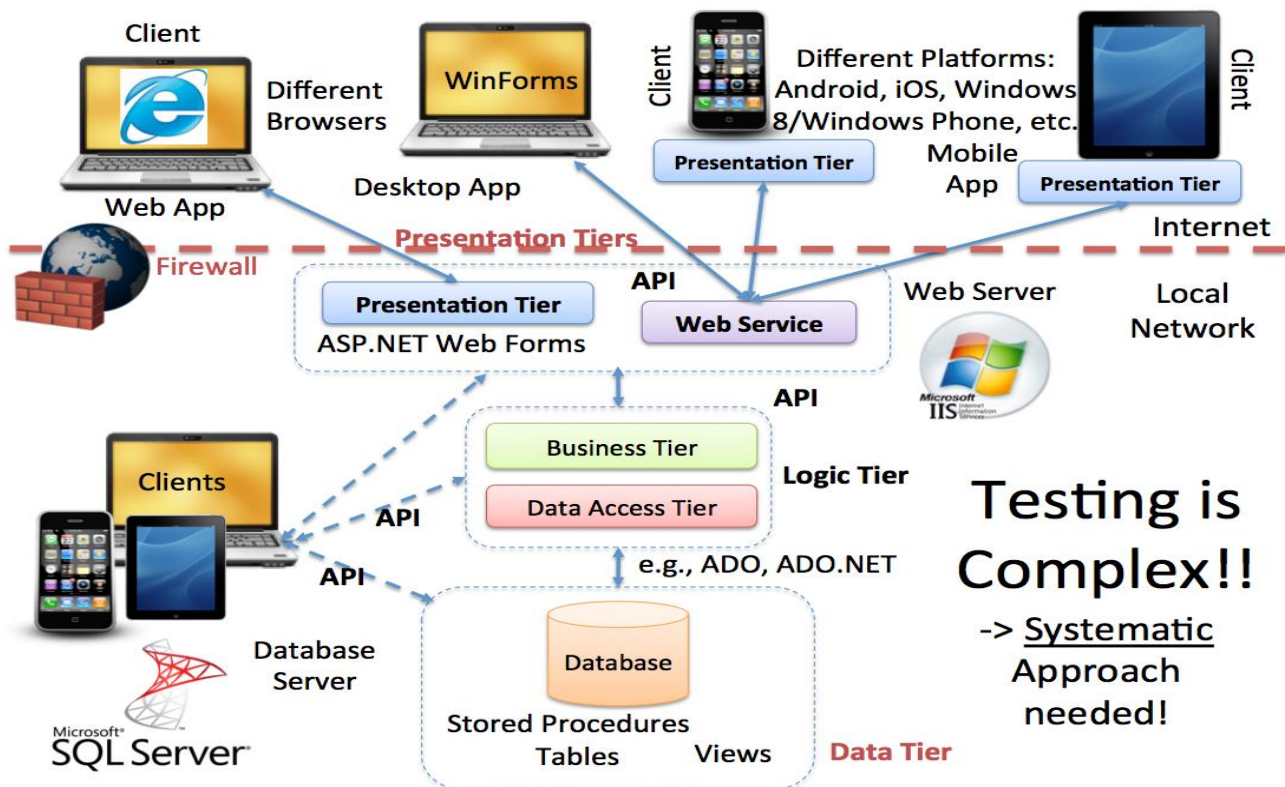 Client
Different
Browsers
Web App
WinForms
Desktop App
Client
Different Platforms:
Android, iOS, Windows
8/Windows Phone, etc.
Mobile
App
Presentation Tier
Client
Presentation Tier
Internet
Presentation Tiers
Firewall
API
Presentation Tier
ASP.NET Web Forms
Web Service
Web Server
Local
Network
Microsoft
IIS Internet
Information
Services
API
Business Tier
Data Access Tier
Logic Tier
Clients
API
API
e.g., ADO, ADO.NET
Testing is
Complex!!
-> Systematic
Approach
needed!
Database
Server
Microsoft®
SQL Server®
Database
Stored Procedures
Tables
Views
Data Tier